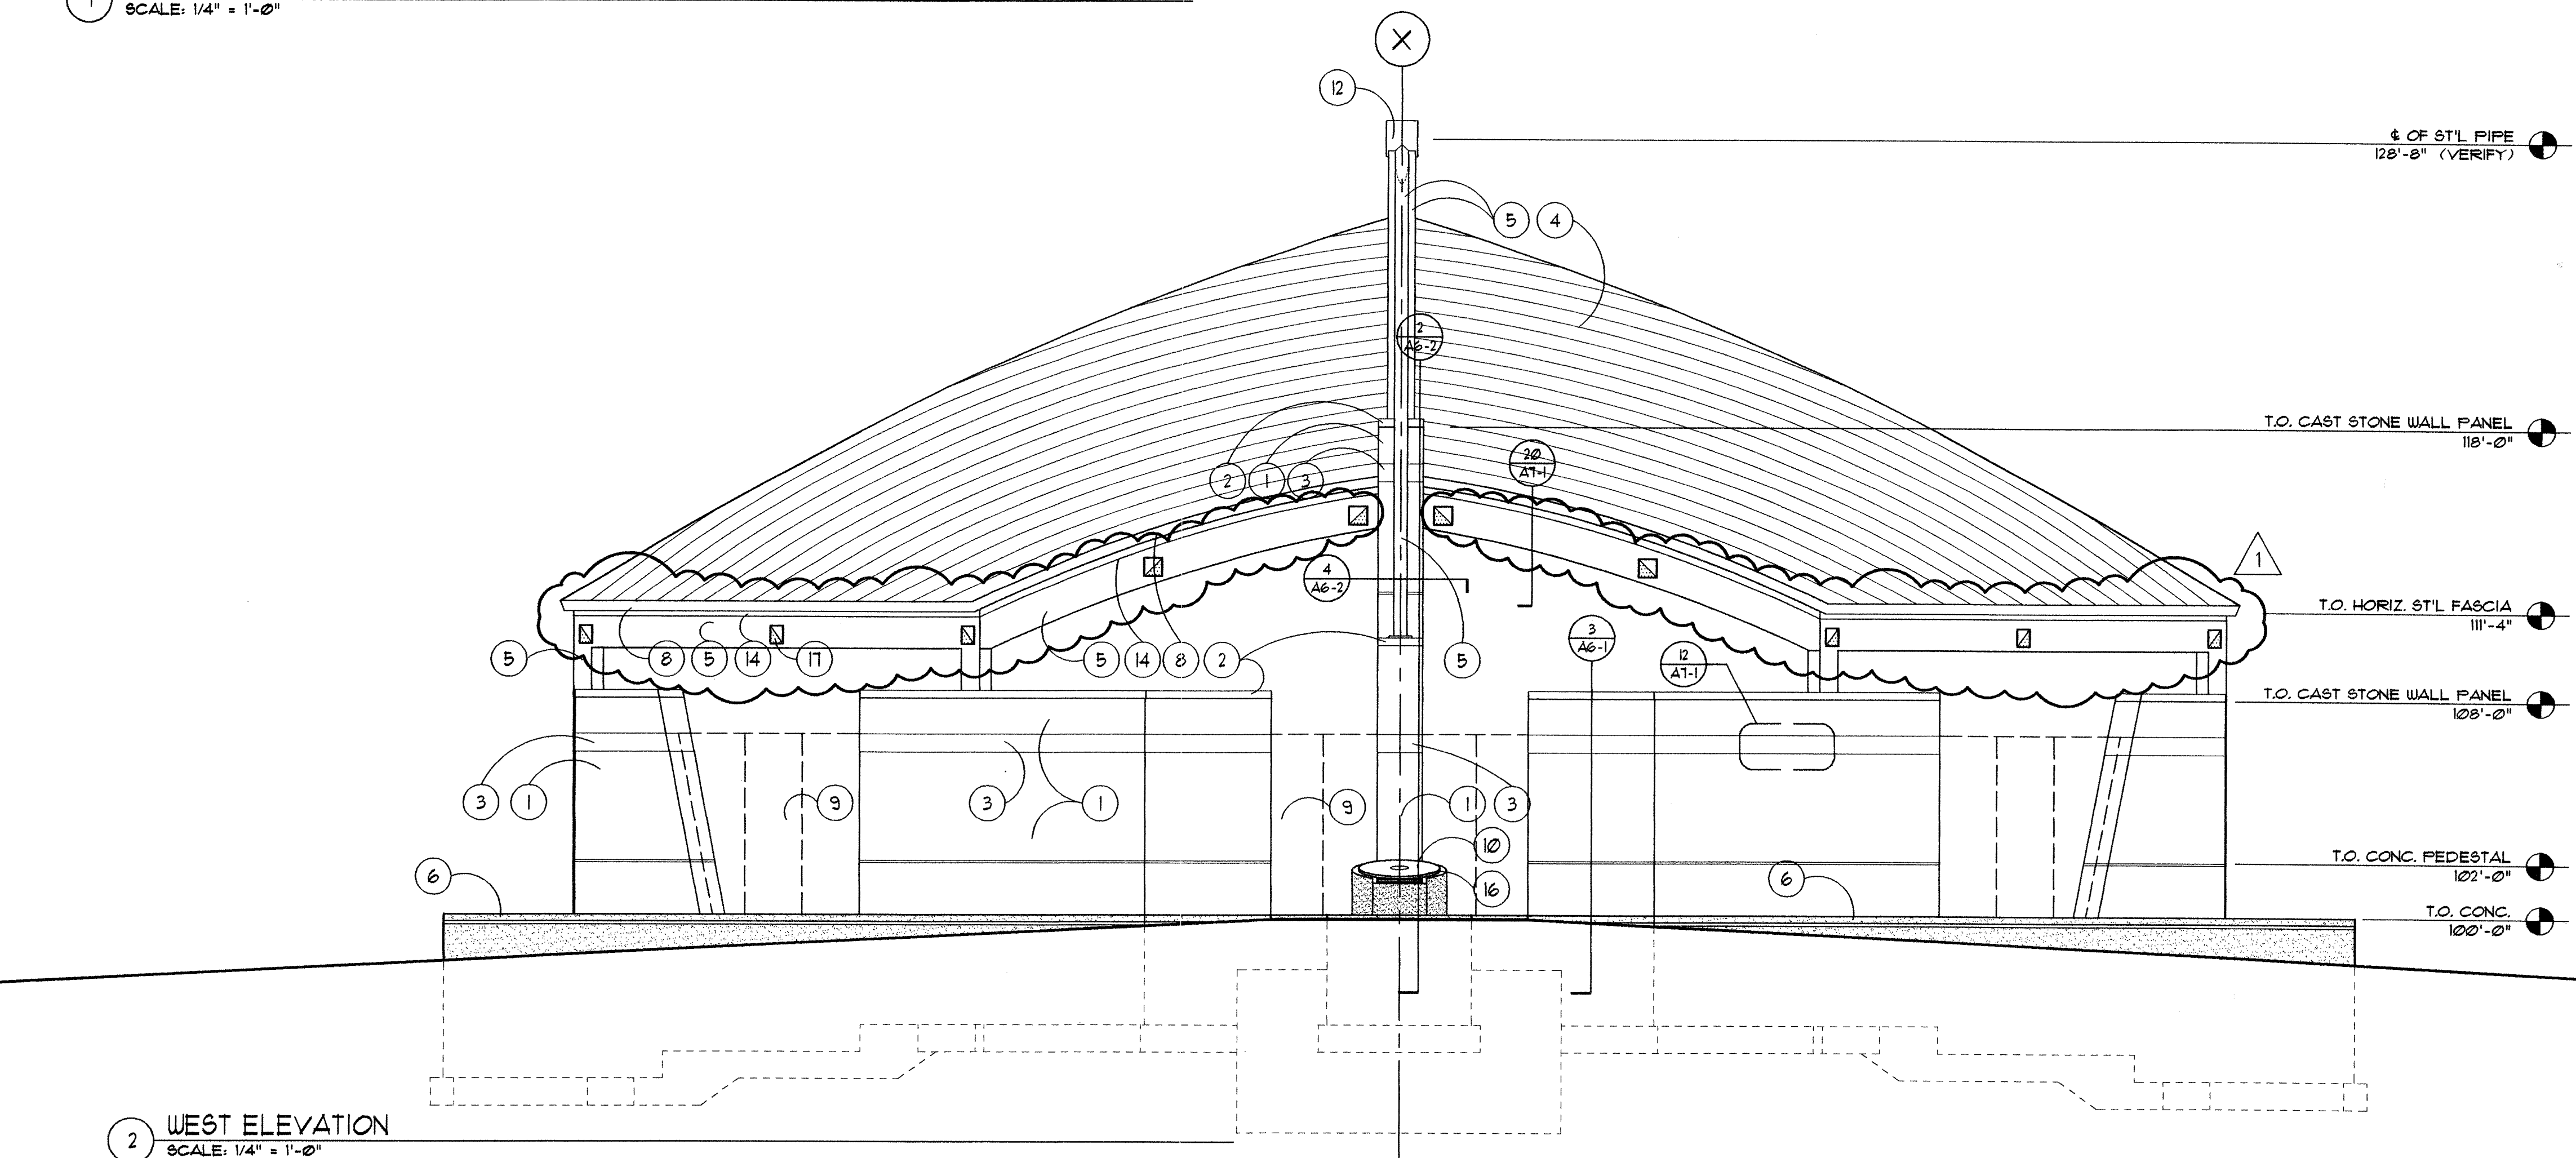 1
SCALE: 1/4" = 1'-0"
X
12
℄ OF ST'L PIPE
128'-8" (VERIFY)
5 4
2
A6-2
T.O. CAST STONE WALL PANEL
118'-0"
20
A7-1
2 1 3
1
4
A6-2
T.O. HORIZ. ST'L FASCIA
111'-4"
3
A6-1
5 8 5 14 17 5 14 8 2 5
12
A7-1
T.O. CAST STONE WALL PANEL
108'-0"
3 1 9 3 1 9 1 3
10
T.O. CONC. PEDESTAL
102'-0"
6 16 6
T.O. CONC.
100'-0"
2
WEST ELEVATION
SCALE: 1/4" = 1'-0"